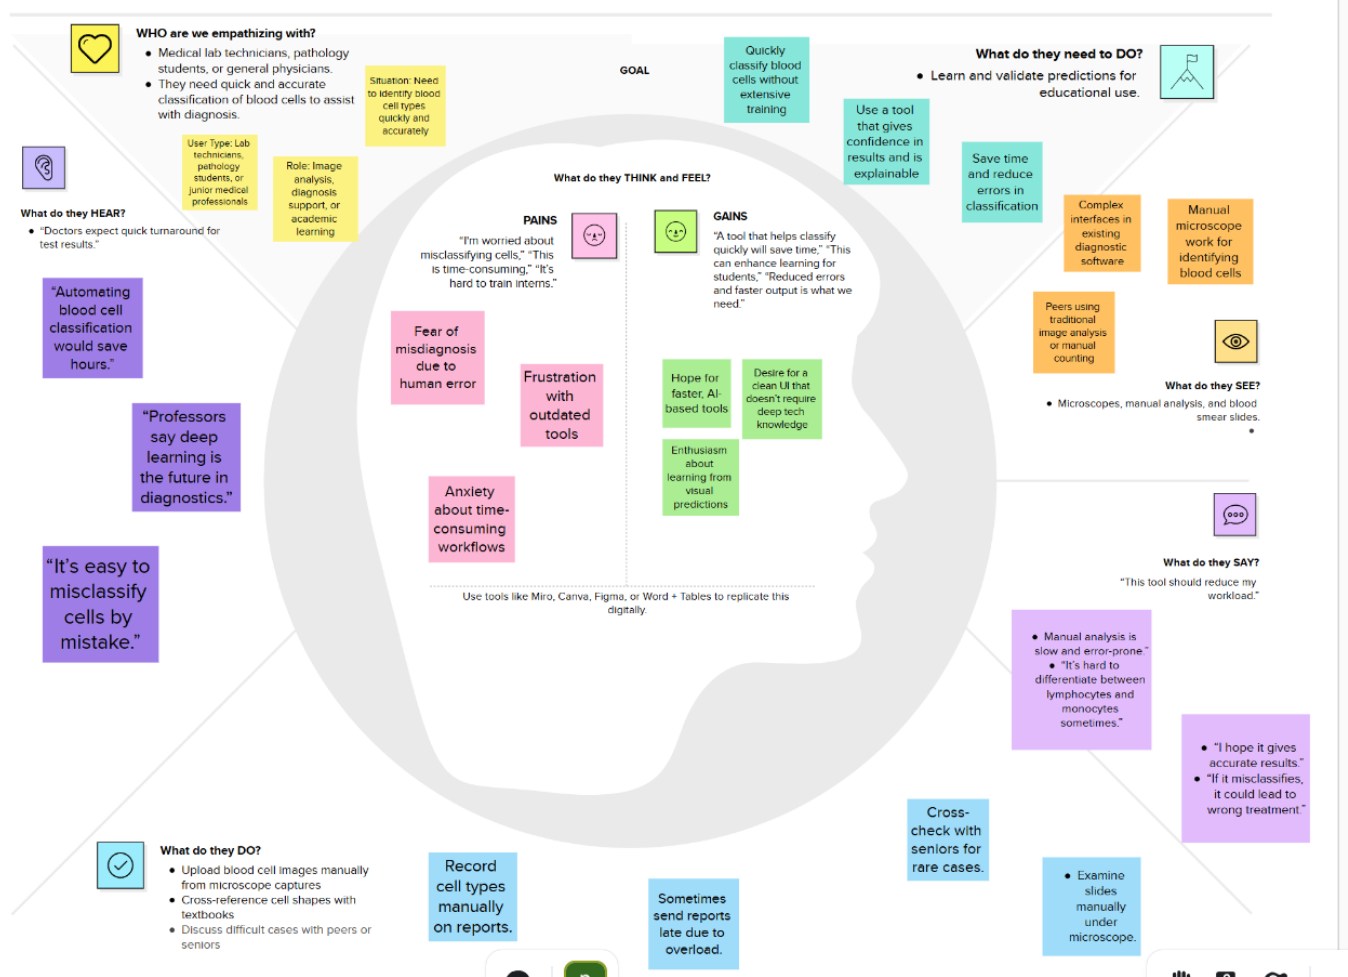 WHO are we empathizing with?
● Medical lab technicians, pathology
students, or general physicians.
● They need quick and accurate
classification of blood cells to assist
with diagnosis.
Situation: Need
to identify blood
cell types
quickly and
accurately
User Type: Lab
technicians,
pathology
students, or
junior medical
professionals
Role: Image
analysis,
diagnosis
support, or
academic
learning
GOAL
Quickly
classify blood
cells without
extensive
training
What do they need to DO?
● Learn and validate predictions for
educational use.
Use a tool
that gives
confidence in
results and is
explainable
Save time
and reduce
errors in
classification
What do they HEAR?
● “Doctors expect quick turnaround for
test results.”
“Automating
blood cell
classification
would save
hours.”
“Professors
say deep
learning is
the future in
diagnostics.”
“It’s easy to
misclassify
cells by
mistake.”
What do they THINK and FEEL?
PAINS
“I’m worried about
misclassifying cells,” “This
is time-consuming,” “It’s
hard to train interns.”
Fear of
misdiagnosis
due to
human error
Frustration
with
outdated
tools
Anxiety
about time-
consuming
workflows
GAINS
“A tool that helps classify
quickly will save time,” “This
can enhance learning for
students,” “Reduced errors
and faster output is what we
need.”
Hope for
faster, AI-
based tools
Desire for a
clean UI that
doesn’t require
deep tech
knowledge
Enthusiasm
about
learning from
visual
predictions
Use tools like Miro, Canva, Figma, or Word + Tables to replicate this
digitally.
Complex
interfaces in
existing
diagnostic
software
Manual
microscope
work for
identifying
blood cells
Peers using
traditional
image analysis
or manual
counting
What do they SEE?
● Microscopes, manual analysis, and blood
smear slides.
●
What do they SAY?
“This tool should reduce my
workload.”
● Manual analysis is
slow and error-prone.”
● “It’s hard to
differentiate between
lymphocytes and
monocytes
sometimes.”
● “I hope it gives
accurate results.”
● “If it misclassifies,
it could lead to
wrong treatment.”
What do they DO?
● Upload blood cell images manually
from microscope captures
● Cross-reference cell shapes with
textbooks
● Discuss difficult cases with peers or
seniors
Record
cell types
manually
on reports.
Sometimes
send reports
late due to
overload.
Cross-
check with
seniors for
rare cases.
● Examine
slides
manually
under
microscope.